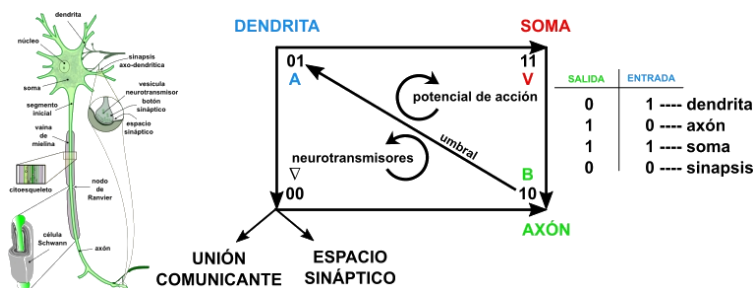 dendrita
núcleo
soma
segmento
inicial
vaina
de
mielina
citoesqueleto
nodo
de
Ranvier
célula
Schwann
axón
sinapsis
axo-dendrítica
vesícula
neurotransmisor
botón
sináptico
espacio
sináptico
DENDRITA
SOMA
01
11
A
V
potencial de acción
umbral
neurotransmisores
∇
B
00
10
AXÓN
UNIÓN
COMUNICANTE
ESPACIO
SINÁPTICO
SALIDA ENTRADA
0 1 ---- dendrita
1 0 ---- axón
1 1 ---- soma
0 0 ---- sinapsis